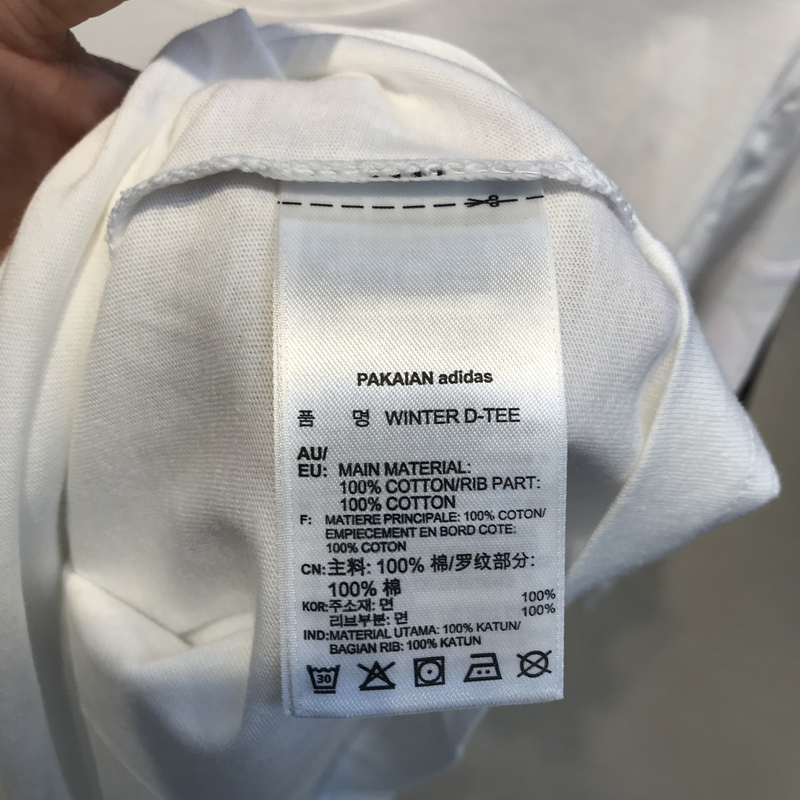 PAKAIAN adidas
품 명 WINTER D-TEE
AU/
EU: MAIN MATERIAL:
100% COTTON/RIB PART:
100% COTTON
F: MATIERE PRINCIPALE: 100% COTON/
EMPIECEMENT EN BORD COTE:
100% COTON
CN:主料: 100% 棉/罗纹部分:
100% 棉
KOR:주소재: 면 100%
리브부분: 면 100%
IND:MATERIAL UTAMA: 100% KATUN/
BAGIAN RIB: 100% KATUN
30